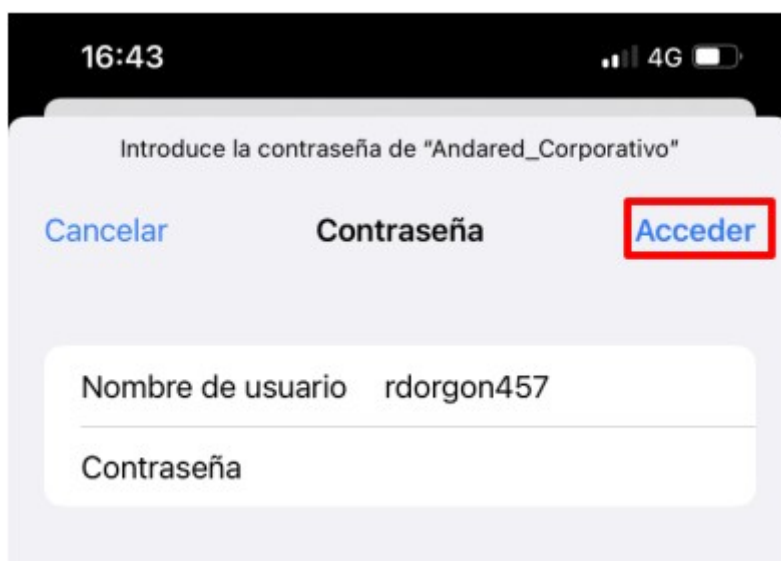 16:43 4G
Introduce la contraseña de “Andared_Corporativo”
Cancelar Contraseña Acceder
Nombre de usuario rdorgon457
Contraseña